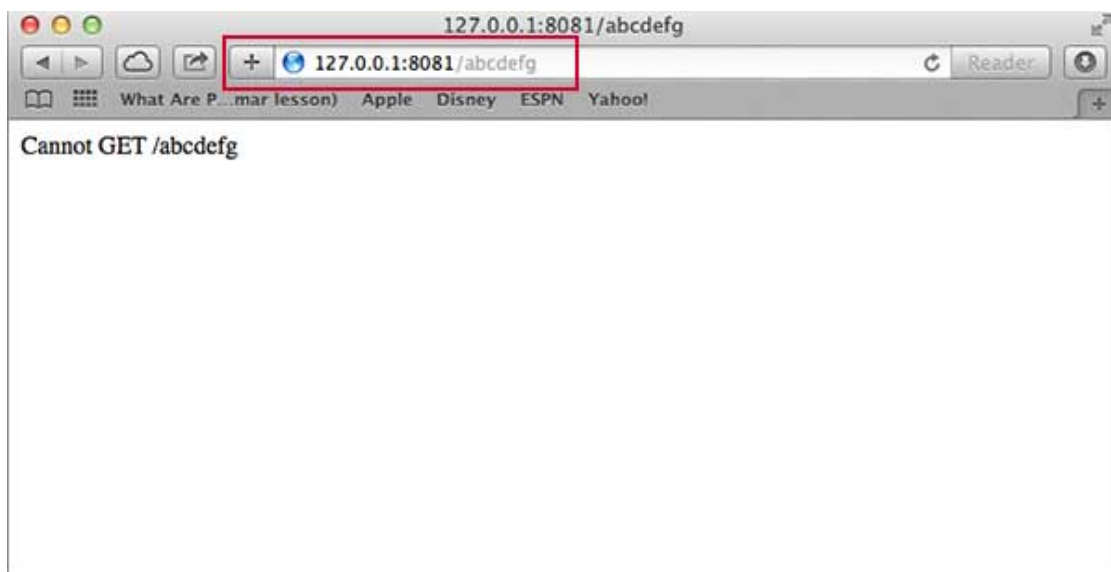 127.0.0.1:8081/abcdefg
127.0.0.1:8081/abcdefg
Reader
What Are P...mar lesson) Apple Disney ESPN Yahoo!
Cannot GET /abcdefg